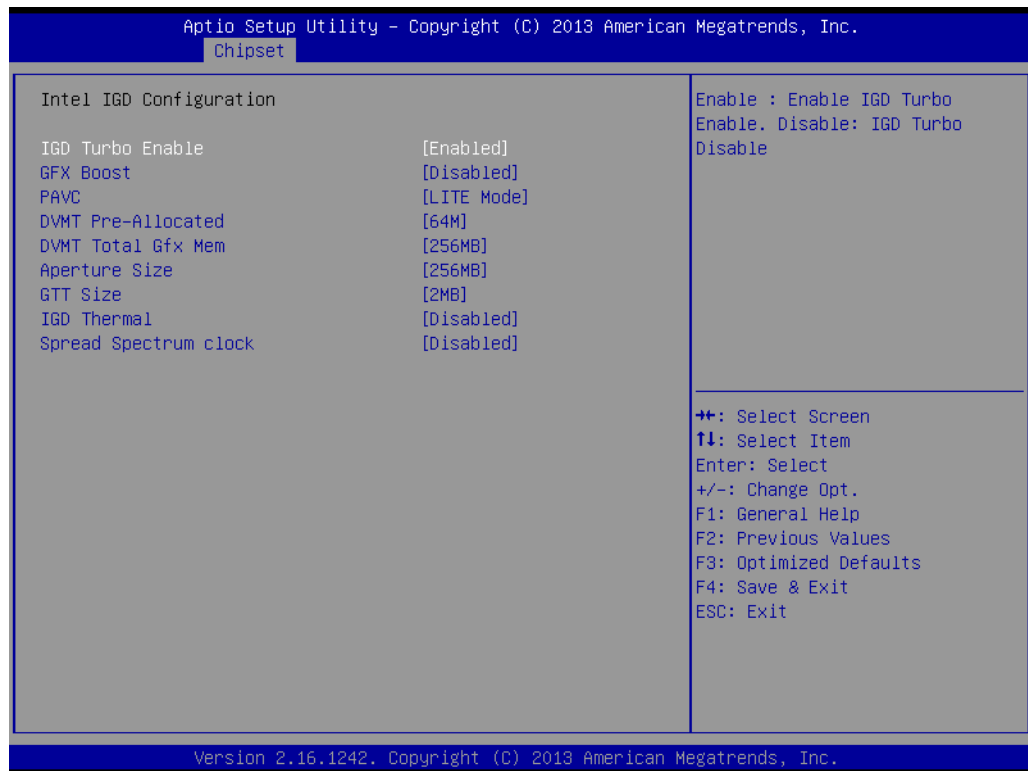 Aptio Setup Utility – Copyright (C) 2013 American Megatrends, Inc.
Chipset
Intel IGD Configuration
IGD Turbo Enable [Enabled]
GFX Boost [Disabled]
PAVC [LITE Mode]
DVMT Pre-Allocated [64M]
DVMT Total Gfx Mem [256MB]
Aperture Size [256MB]
GTT Size [2MB]
IGD Thermal [Disabled]
Spread Spectrum clock [Disabled]
Enable : Enable IGD Turbo
Enable. Disable: IGD Turbo
Disable
→←: Select Screen
↑↓: Select Item
Enter: Select
+/-: Change Opt.
F1: General Help
F2: Previous Values
F3: Optimized Defaults
F4: Save & Exit
ESC: Exit
Version 2.16.1242. Copyright (C) 2013 American Megatrends, Inc.